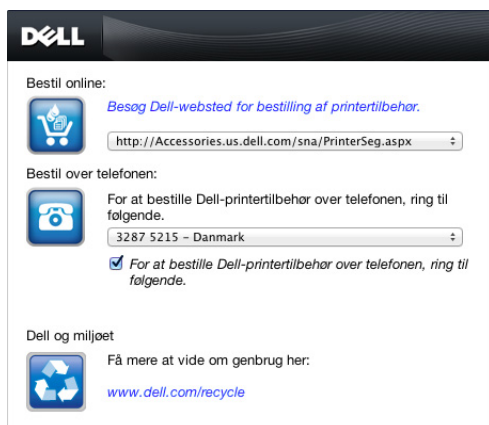 DELL
Bestil online:
Besøg Dell-websted for bestilling af printertilbehør.
http://Accessories.us.dell.com/sna/PrinterSeg.aspx
Bestil over telefonen:
For at bestille Dell-printertilbehør over telefonen, ring til
følgende.
3287 5215 – Danmark
For at bestille Dell-printertilbehør over telefonen, ring til
følgende.
Dell og miljøet
Få mere at vide om genbrug her:
www.dell.com/recycle